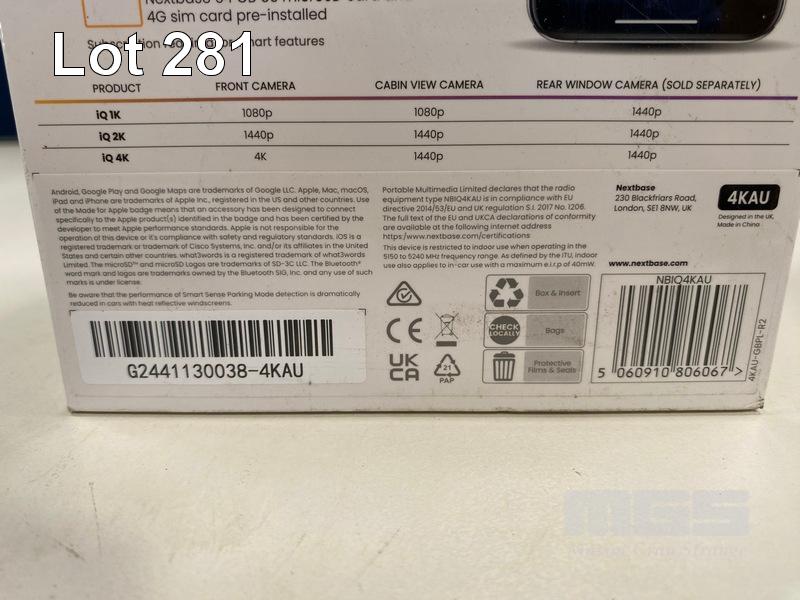 4G sim card pre-installed
Lot 281
PRODUCT FRONT CAMERA CABIN VIEW CAMERA REAR WINDOW CAMERA (SOLD SEPARATELY)
iQ 1K 1080p 1080p 1440p
iQ 2K 1440p 1440p 1440p
iQ 4K 4K 1440p 1440p
Android, Google Play and Google Maps are trademarks of Google LLC. Apple, Mac, macOS,
iPad and iPhone are trademarks of Apple Inc., registered in the US and other countries. Use
of the Made for Apple badge means that an accessory has been designed to connect
specifically to the Apple product(s) identified in the badge and has been certified by the
developer to meet Apple performance standards. Apple is not responsible for the
operation of this device or it's compliance with safety and regulatory standards. iOS is a
registered trademark or trademark of Cisco Systems, Inc. and/or its affiliates in the United
States and certain other countries. what3words is a registered trademark of what3words
Limited. The microSD™ and microSD Logos are trademarks of SD-3C LLC. The Bluetooth®
word mark and logos are trademarks owned by the Bluetooth SIG, Inc. and any use of such
marks is under license.
Be aware that the performance of Smart Sense Parking Mode detection is dramatically
reduced in cars with heat reflective windscreens.
G2441130038-4KAU
Portable Multimedia Limited declares that the radio
equipment type NBIQ4KAU is in compliance with EU
directive 2014/53/EU and UK regulation S.I. 2017 No. 1206.
The full text of the EU and UKCA declarations of conformity
are available at the following internet address
https:/www.nextbase.com/certifications
This device is restricted to indoor use when operating in the
5150 to 5240 MHz frequency range. As defined by the ITU, indoor
use also applies to in-car use with a maximum e.i.r.p of 40mW.
Nextbase
230 Blackfriars Road,
London, SE1 8NW, UK
4KAU
Designed in the UK,
Made in China
www.nextbase.com
CE
UK
CA
21
PAP
Box & Insert
CHECK
LOCALLY
Bags
Protective
Films & Seals
NBIQ4KAU
5 060910 806067 >
4KAU-GBPL-R2
MGS